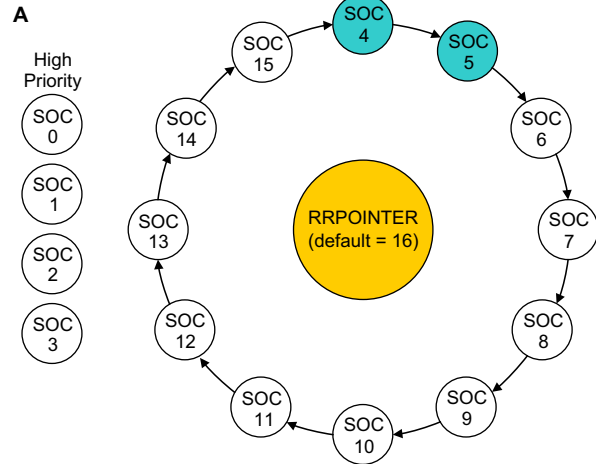 A
High
Priority
SOC
0
SOC
1
SOC
2
SOC
3
SOC
4
SOC
5
SOC
6
SOC
7
SOC
8
SOC
9
SOC
10
SOC
11
SOC
12
SOC
13
SOC
14
SOC
15
RRPOINTER
(default = 16)